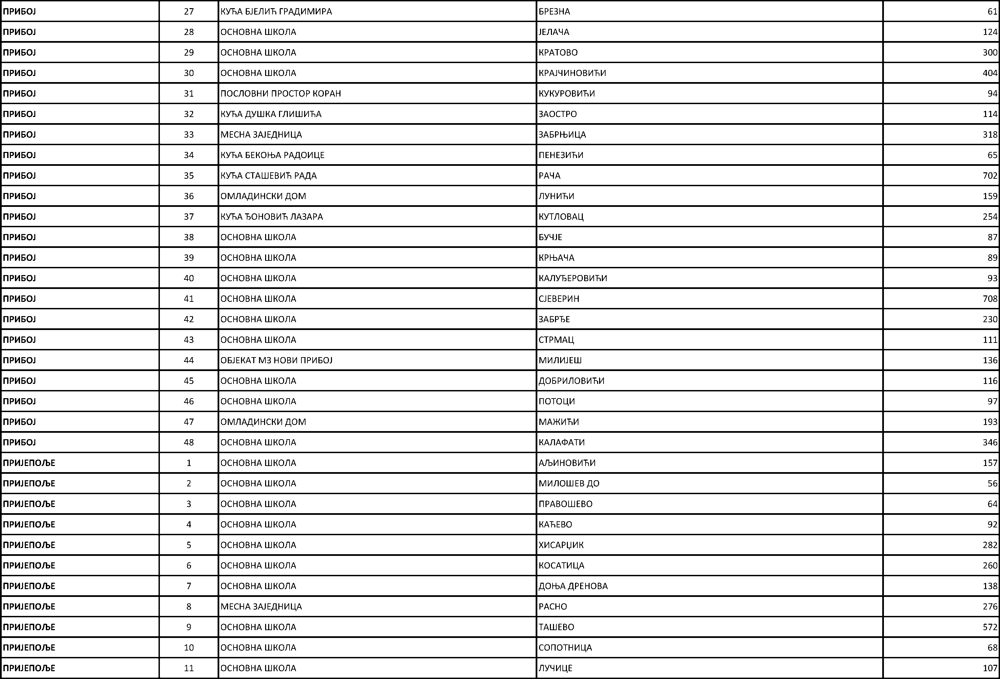 ПРИБОЈ 27 КУЋА БЈЕЛИЋ ГРАДИМИРА БРЕЗНА 61
ПРИБОЈ 28 ОСНОВНА ШКОЛА ЈЕЛАЧА 124
ПРИБОЈ 29 ОСНОВНА ШКОЛА КРАТОВО 300
ПРИБОЈ 30 ОСНОВНА ШКОЛА КРАЈЧИНОВИЋИ 404
ПРИБОЈ 31 ПОСЛОВНИ ПРОСТОР КОРАН КУКУРОВИЋИ 94
ПРИБОЈ 32 КУЋА ДУШКА ГЛИШИЋА ЗАОСТРО 114
ПРИБОЈ 33 МЕСНА ЗАЈЕДНИЦА ЗАБРЊИЦА 318
ПРИБОЈ 34 КУЋА БЕКОЊА РАДОИЦЕ ПЕНЕЗИЋИ 65
ПРИБОЈ 35 КУЋА СТАШЕВИЋ РАДА РАЧА 702
ПРИБОЈ 36 ОМЛАДИНСКИ ДОМ ЛУНИЋИ 159
ПРИБОЈ 37 КУЋА ЂОНОВИЋ ЛАЗАРА КУТЛОВАЦ 254
ПРИБОЈ 38 ОСНОВНА ШКОЛА БУЧЈЕ 87
ПРИБОЈ 39 ОСНОВНА ШКОЛА КРЊАЧА 89
ПРИБОЈ 40 ОСНОВНА ШКОЛА КАЛУЂЕРОВИЋИ 93
ПРИБОЈ 41 ОСНОВНА ШКОЛА СЈЕВЕРИН 708
ПРИБОЈ 42 ОСНОВНА ШКОЛА ЗАБРЂЕ 230
ПРИБОЈ 43 ОСНОВНА ШКОЛА СТРМАЦ 111
ПРИБОЈ 44 ОБЈЕКАТ МЗ НОВИ ПРИБОЈ МИЛИЈЕШ 136
ПРИБОЈ 45 ОСНОВНА ШКОЛА ДОБРИЛОВИЋИ 116
ПРИБОЈ 46 ОСНОВНА ШКОЛА ПОТОЦИ 97
ПРИБОЈ 47 ОМЛАДИНСКИ ДОМ МАЖИЋИ 193
ПРИБОЈ 48 ОСНОВНА ШКОЛА КАЛАФАТИ 346
ПРИЈЕПОЉЕ 1 ОСНОВНА ШКОЛА АЉИНОВИЋИ 157
ПРИЈЕПОЉЕ 2 ОСНОВНА ШКОЛА МИЛОШЕВ ДО 56
ПРИЈЕПОЉЕ 3 ОСНОВНА ШКОЛА ПРАВОШЕВО 64
ПРИЈЕПОЉЕ 4 ОСНОВНА ШКОЛА КАЋЕВО 92
ПРИЈЕПОЉЕ 5 ОСНОВНА ШКОЛА ХИСАРЏИК 282
ПРИЈЕПОЉЕ 6 ОСНОВНА ШКОЛА КОСАТИЦА 260
ПРИЈЕПОЉЕ 7 ОСНОВНА ШКОЛА ДОЊА ДРЕНОВА 138
ПРИЈЕПОЉЕ 8 МЕСНА ЗАЈЕДНИЦА РАСНО 276
ПРИЈЕПОЉЕ 9 ОСНОВНА ШКОЛА ТАШЕВО 572
ПРИЈЕПОЉЕ 10 ОСНОВНА ШКОЛА СОПОТНИЦА 68
ПРИЈЕПОЉЕ 11 ОСНОВНА ШКОЛА ЛУЧИЦЕ 107